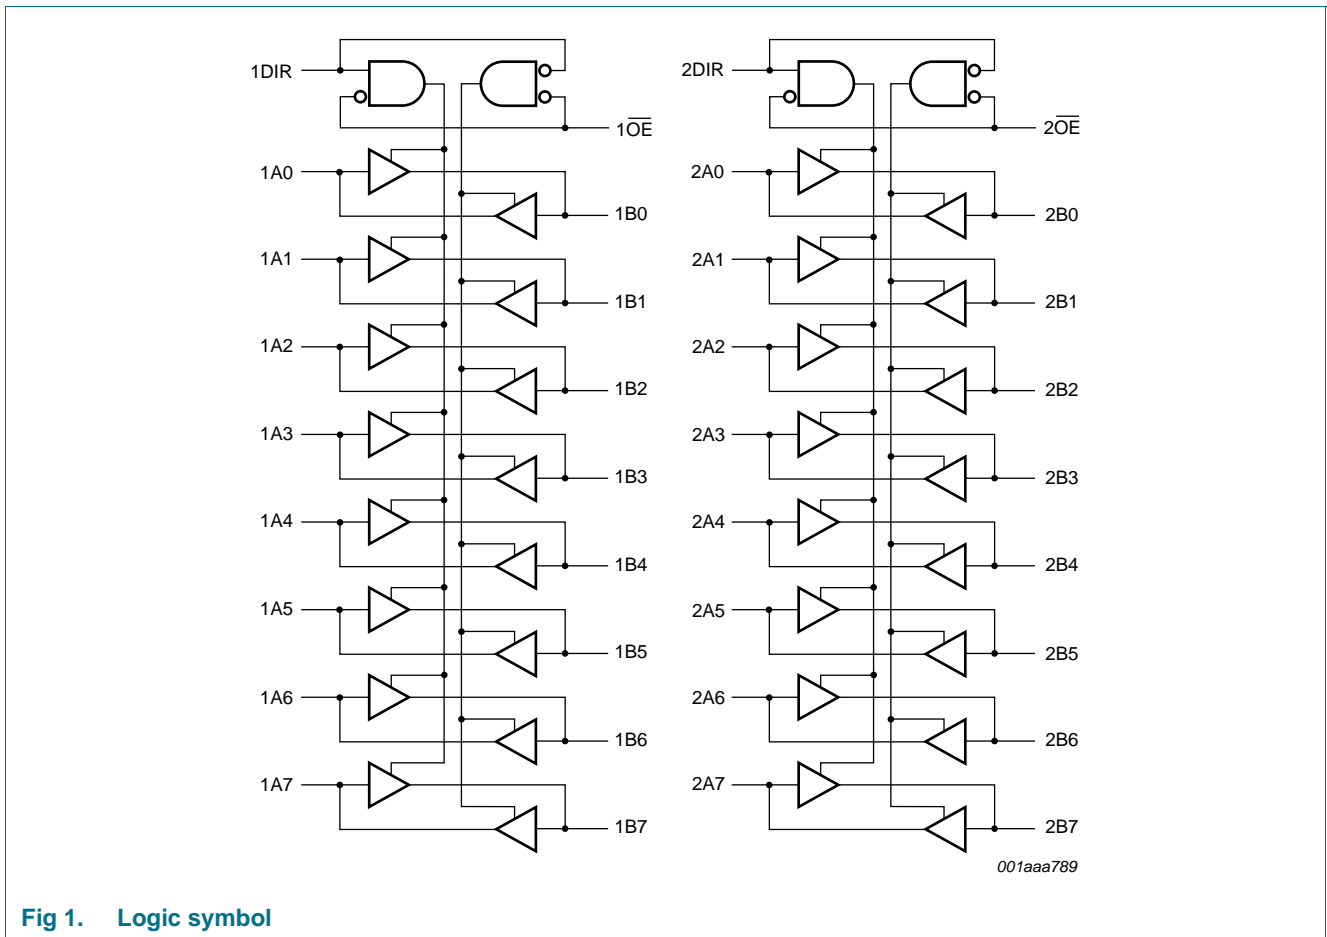 1DIR
2DIR
1OE
2OE
1A0
2A0
1B0
2B0
1A1
2A1
1B1
2B1
1A2
2A2
1B2
2B2
1A3
2A3
1B3
2B3
1A4
2A4
1B4
2B4
1A5
2A5
1B5
2B5
1A6
2A6
1B6
2B6
1A7
2A7
1B7
2B7
001aaa789
Fig 1. Logic symbol